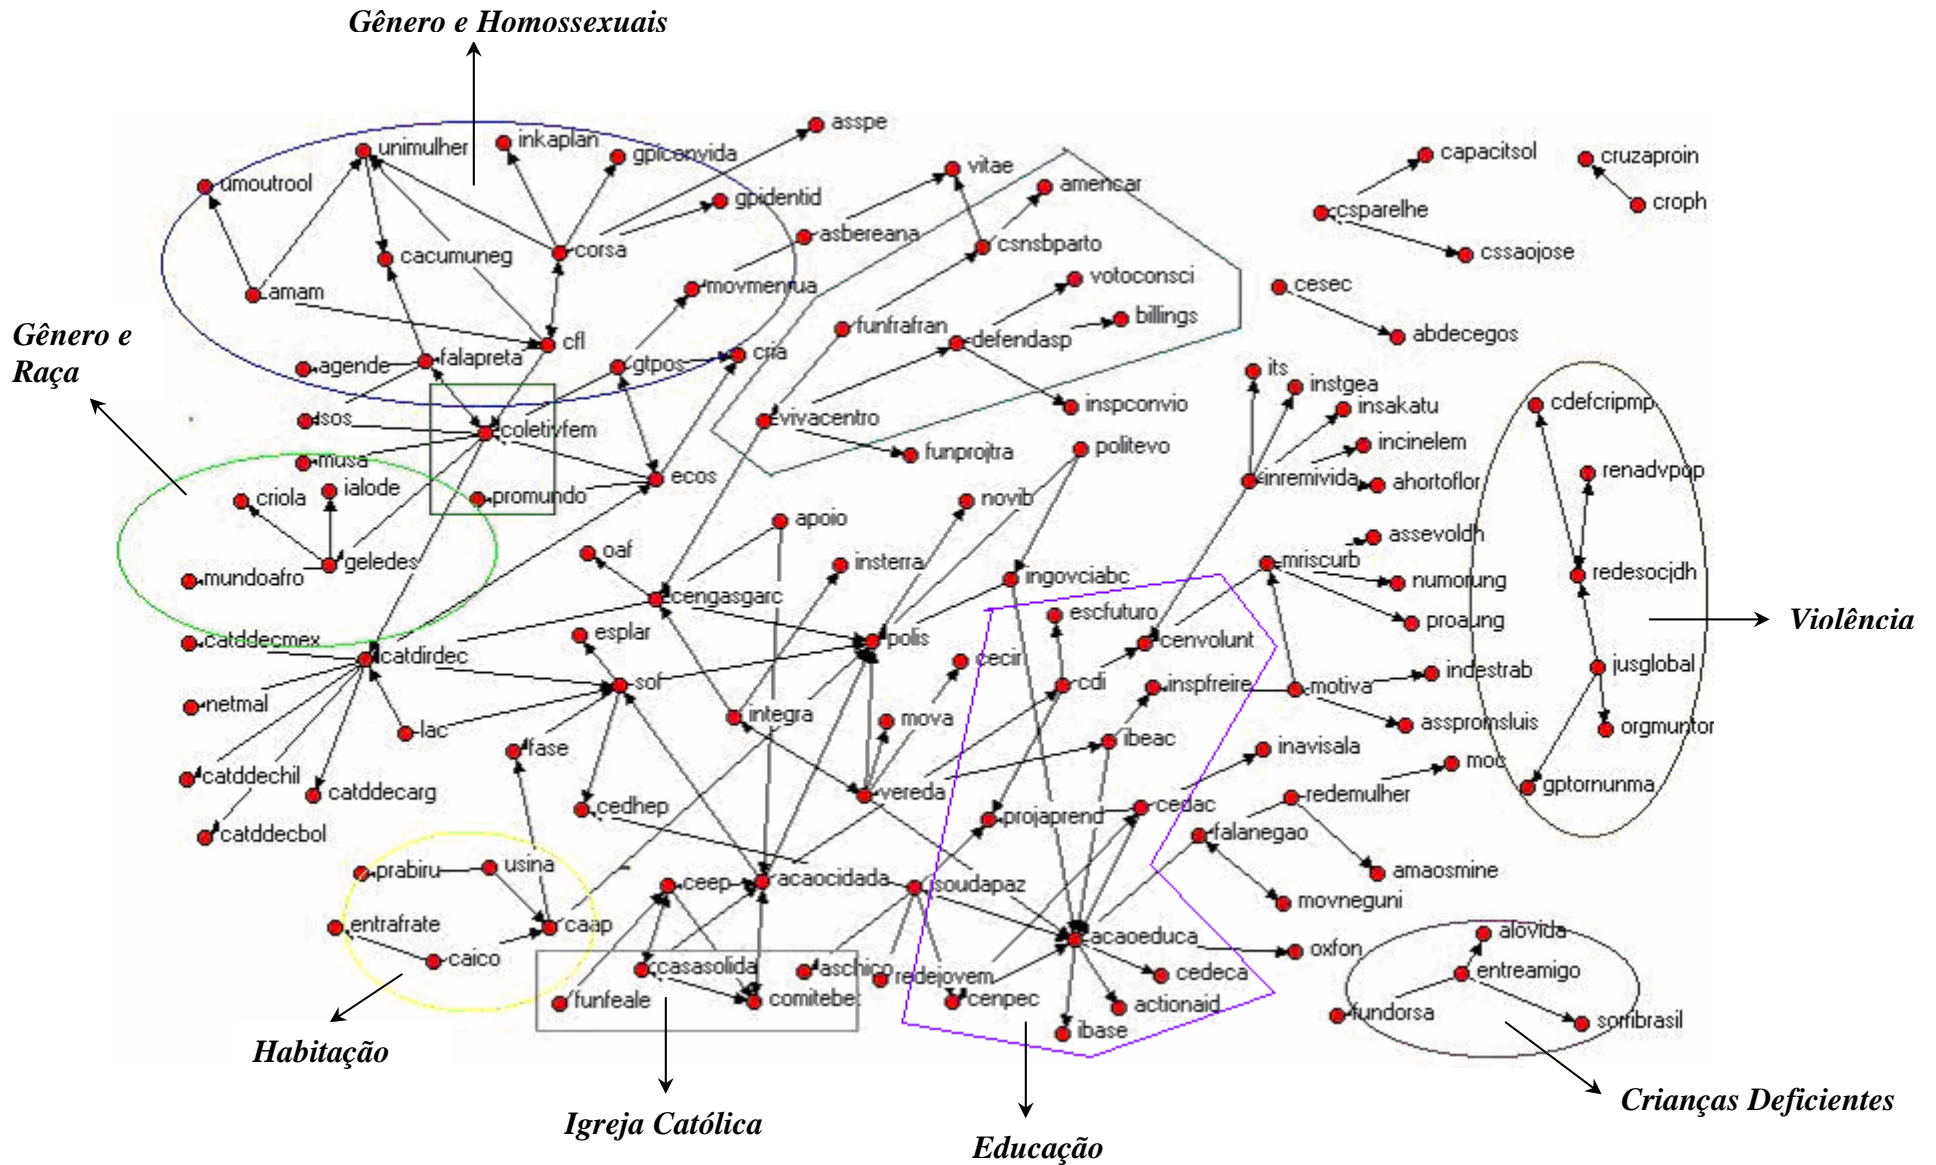 Gênero e Homossexuais
asspe
unimulher
inkaplan
gpiconvida
vitae
capacitsol
cruzaproin
umoutrool
gpidentid
amencar
csparelhe
croph
asbereana
csnsbparto
cssaojose
cacumuneg
corsa
movmenrua
votoconsci
cesec
amam
billings
funfrafran
defendasp
abdecegos
Gênero e
Raça
cfl
falapreta
cria
agende
gtpos
its
instgea
insakatu
cdefcripmp
inspconvio
sos
coletivfem
vivacentro
politevo
incinelem
funprojtra
musa
ecos
inremivida
ahortoflor
renadvpop
criola
ialode
promundo
novib
apoio
assevoldh
oaf
insterra
mriscurb
geledes
mundoafro
ingovciabc
numorung
redesocjdh
cengasgarc
escfuturo
proaung
Violência
catddecmex
esplar
polis
cenvolunt
catdirdec
cecir
jusglobal
sof
cdi
inspfreire
motiva
indestrab
netmal
lac
integra
mova
asspromsluis
orgmuntor
fase
ibeac
inavisala
catddechil
moc
catddecarg
vereda
redemulher
gptornunma
cedhep
projaprend
cedac
catddecbol
falanegao
prabiru
usina
amaosmine
ceep
acaocidada
soudapaz
movneguni
entrafrate
caap
acaoeduca
alovida
oxfon
caico
casasolida
aschico
redejovem
cedeca
entreamigo
funfeale
comitebet
cenpec
actionaid
fundorsa
ibase
sombrasil
Habitação
Igreja Católica
Educação
Crianças Deficientes